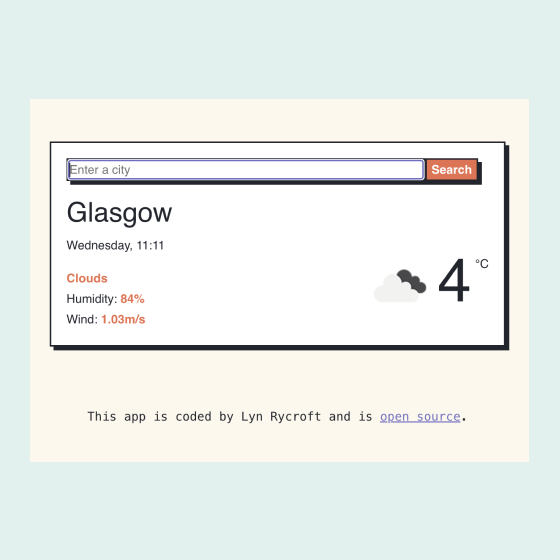 Enter a city
Search
Glasgow
Wednesday, 11:11
Clouds
Humidity: 84%
Wind: 1.03m/s
4 °C
This app is coded by Lyn Rycroft and is open source.